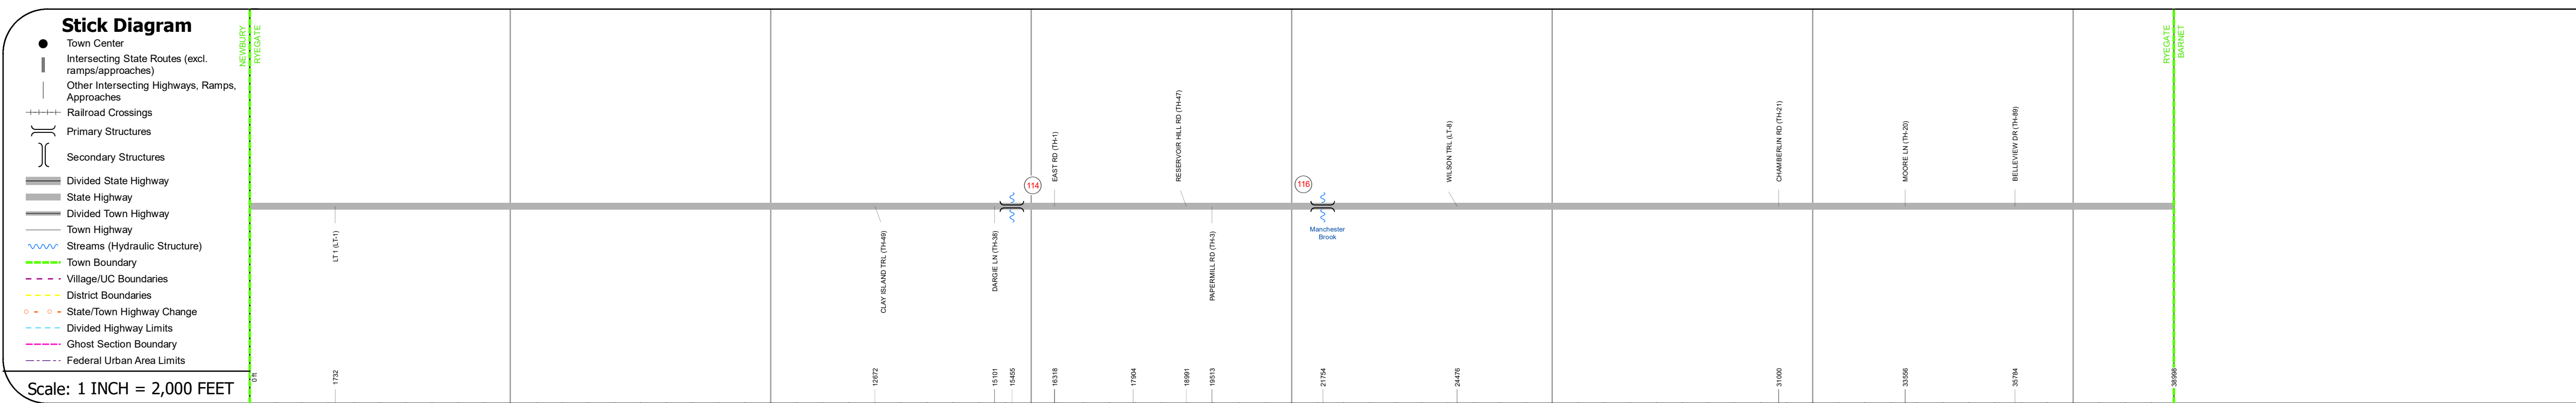 Stick Diagram
Town Center
Intersecting State Routes (excl.
ramps/approaches)
Other Intersecting Highways, Ramps,
Approaches
Railroad Crossings
Primary Structures
Secondary Structures
Divided State Highway
State Highway
Divided Town Highway
Town Highway
Streams (Hydraulic Structure)
Town Boundary
Village/UC Boundaries
District Boundaries
State/Town Highway Change
Divided Highway Limits
Ghost Section Boundary
Federal Urban Area Limits
Scale: 1 INCH = 2,000 FEET
NEWBURY
RYEGATE
LT 1 (LT-1)
CLAY ISLAND TRL (TH-49)
DARGIE LN (TH-38)
114
EAST RD (TH-1)
RESERVOIR HILL RD (TH-47)
PAPERMILL RD (TH-3)
116
Manchester
Brook
WILSON TRL (LT-8)
CHAMBERLIN RD (TH-21)
MOORE LN (TH-20)
BELLEVIEW DR (TH-89)
RYEGATE
BARNET
0 ft
1732
12672
15101
15455
16318
17904
18991
19513
21754
24476
31000
33556
35784